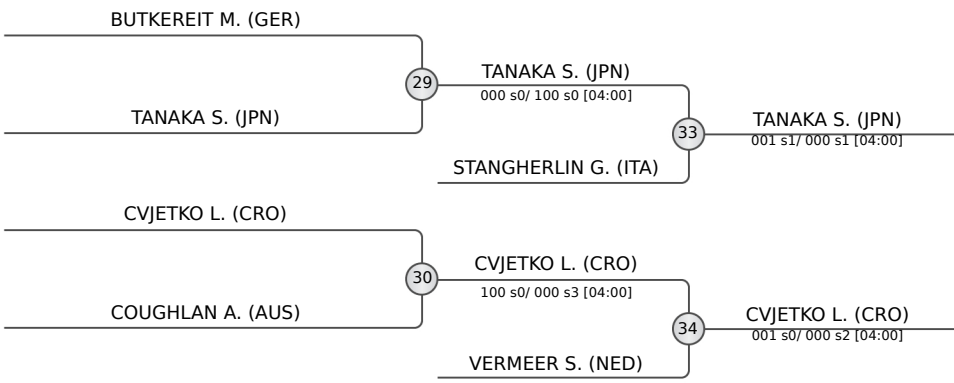 BUTKEREIT M. (GER)
29
TANAKA S. (JPN)
000 s0/ 100 s0 [04:00]
TANAKA S. (JPN)
33
TANAKA S. (JPN)
001 s1/ 000 s1 [04:00]
STANGHERLIN G. (ITA)
CVJETKO L. (CRO)
30
CVJETKO L. (CRO)
100 s0/ 000 s3 [04:00]
COUGHLAN A. (AUS)
34
CVJETKO L. (CRO)
001 s0/ 000 s2 [04:00]
VERMEER S. (NED)